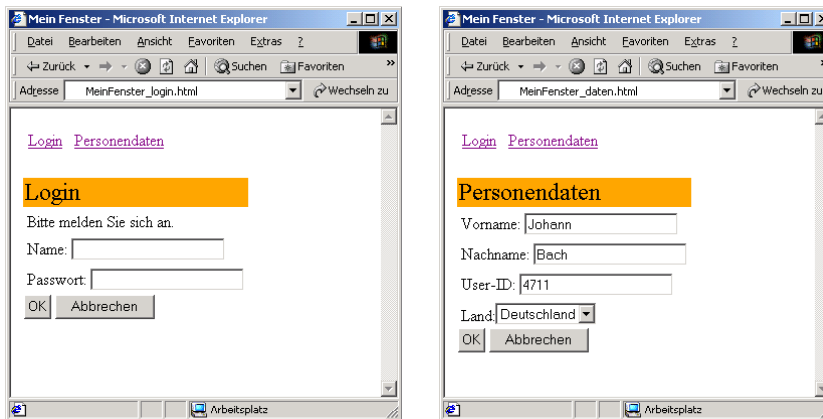 Mein Fenster - Microsoft Internet Explorer
Datei Bearbeiten Ansicht Favoriten Extras ?
Zurück Suchen Favoriten »
Adresse MeinFenster_login.html Wechseln zu
Login Personendaten
Login
Bitte melden Sie sich an.
Name:
Passwort:
OK Abbrechen
Arbeitsplatz
Mein Fenster - Microsoft Internet Explorer
Datei Bearbeiten Ansicht Favoriten Extras ?
Zurück Suchen Favoriten
Adresse MeinFenster_daten.html Wechseln zu
Login Personendaten
Personendaten
Vorname: Johann
Nachname: Bach
User-ID: 4711
Land: Deutschland
OK Abbrechen
Arbeitsplatz